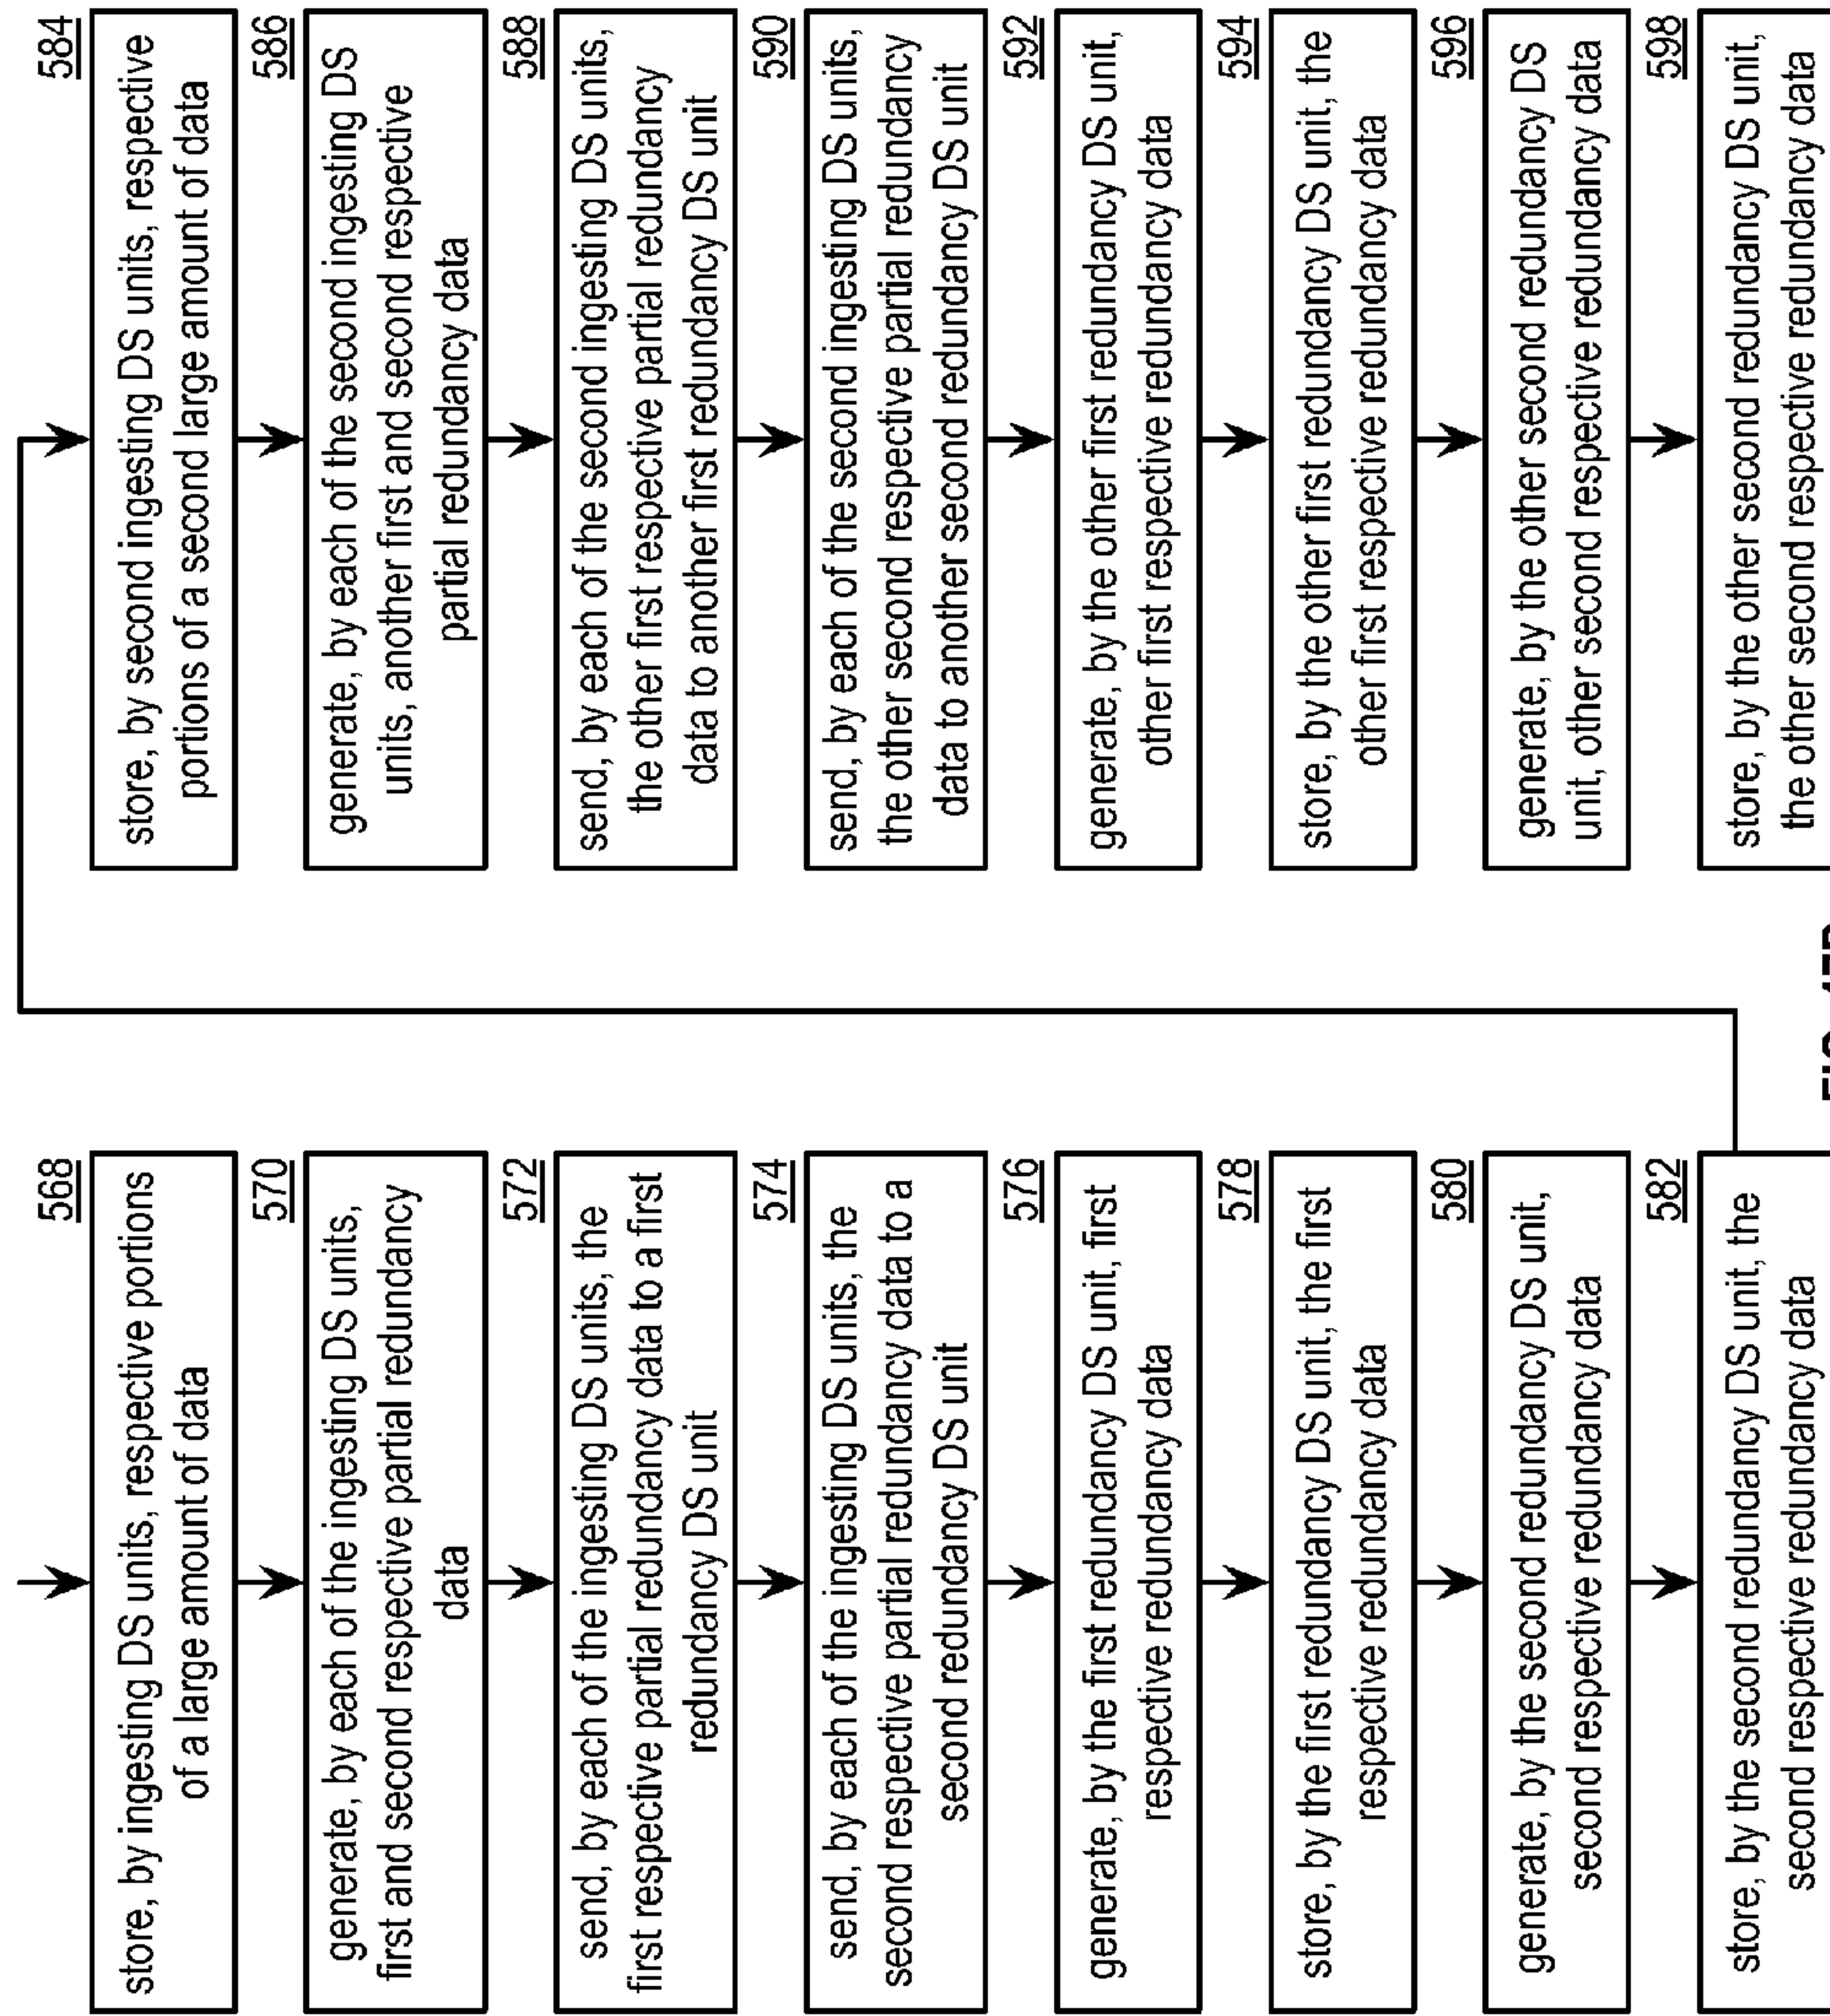 568
store, by ingesting DS units, respective portions
of a large amount of data
570
generate, by each of the ingesting DS units,
first and second respective partial redundancy
data
572
send, by each of the ingesting DS units, the
first respective partial redundancy data to a first
redundancy DS unit
574
send, by each of the ingesting DS units, the
second respective partial redundancy data to a
second redundancy DS unit
576
generate, by the first redundancy DS unit, first
respective redundancy data
578
store, by the first redundancy DS unit, the first
respective redundancy data
580
generate, by the second redundancy DS unit,
second respective redundancy data
582
store, by the second redundancy DS unit, the
second respective redundancy data
584
store, by second ingesting DS units, respective
portions of a second large amount of data
586
generate, by each of the second ingesting DS
units, another first and second respective
partial redundancy data
588
send, by each of the second ingesting DS units,
the other first respective partial redundancy
data to another first redundancy DS unit
590
send, by each of the second ingesting DS units,
the other second respective partial redundancy
data to another second redundancy DS unit
592
generate, by the other first redundancy DS unit,
other first respective redundancy data
594
store, by the other first redundancy DS unit, the
other first respective redundancy data
596
generate, by the other second redundancy DS
unit, other second respective redundancy data
598
store, by the other second redundancy DS unit,
the other second respective redundancy data
FIG.